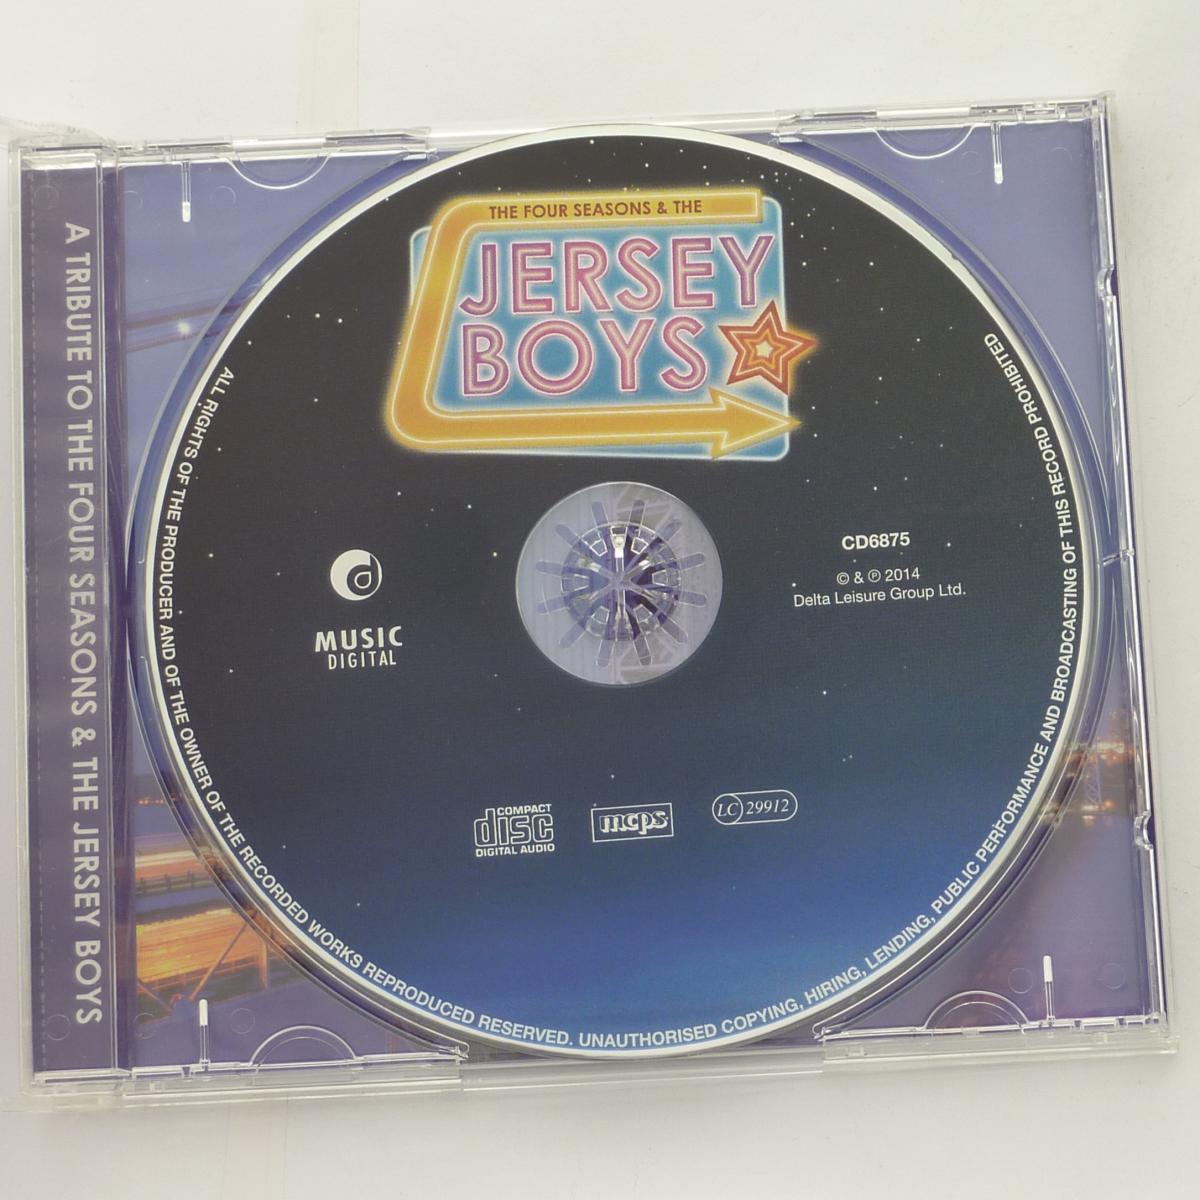 A TRIBUTE TO THE FOUR SEASONS & THE JERSEY BOYS
THE FOUR SEASONS & THE
JERSEY
BOYS
MUSIC
DIGITAL
CD6875
© & ℗ 2014
Delta Leisure Group Ltd.
COMPACT
disc
DIGITAL AUDIO
mcps
LC 29912
ALL RIGHTS OF THE PRODUCER AND OF THE OWNER OF THE RECORDED WORKS REPRODUCED RESERVED. UNAUTHORISED COPYING, HIRING, LENDING, PUBLIC PERFORMANCE AND BROADCASTING OF THIS RECORD PROHIBITED